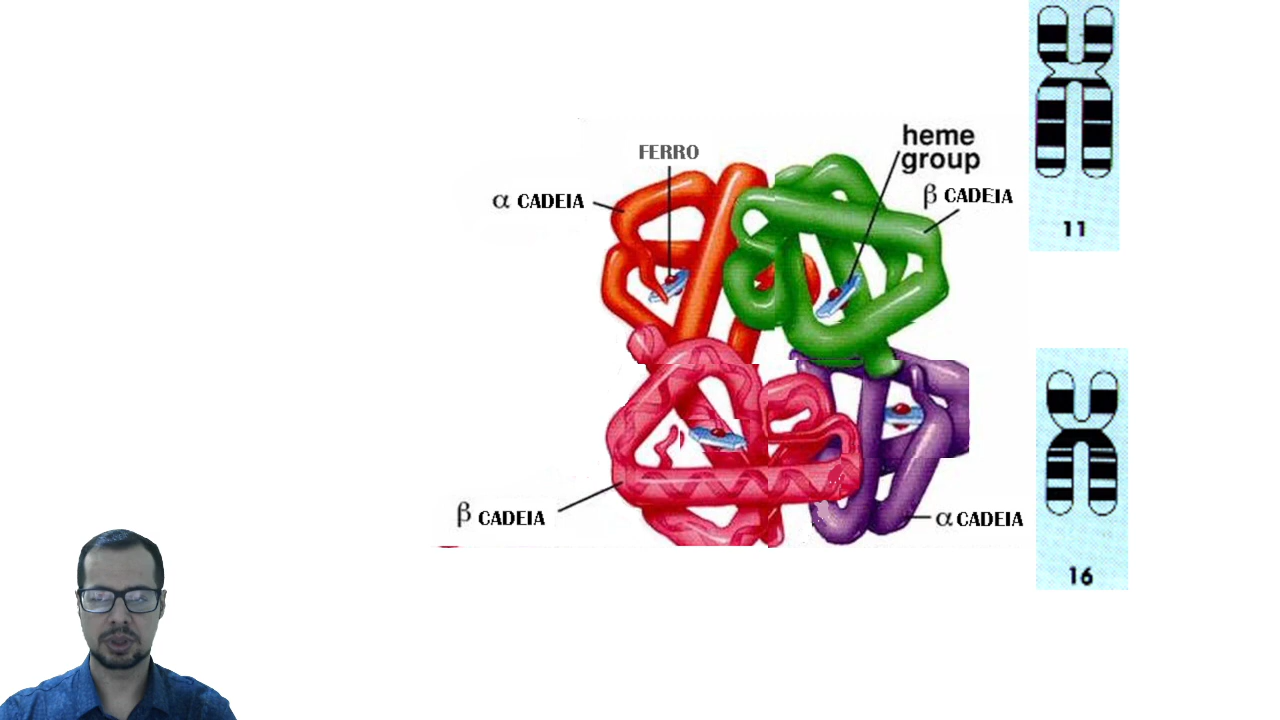 FERRO
heme
group
α CADEIA
β CADEIA
11
β CADEIA
α CADEIA
16